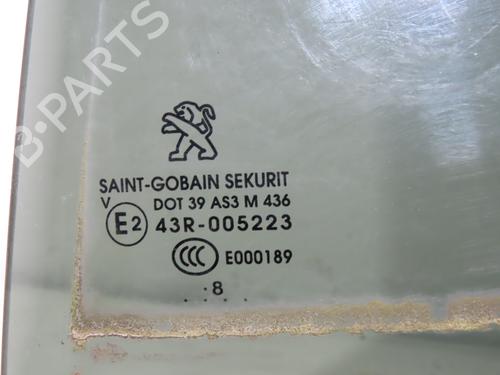 B-PARTS
SAINT-GOBAIN SEKURIT
V DOT 39 AS3 M 436
E2 43R-005223
CCC E000189
. : 8
. . . .